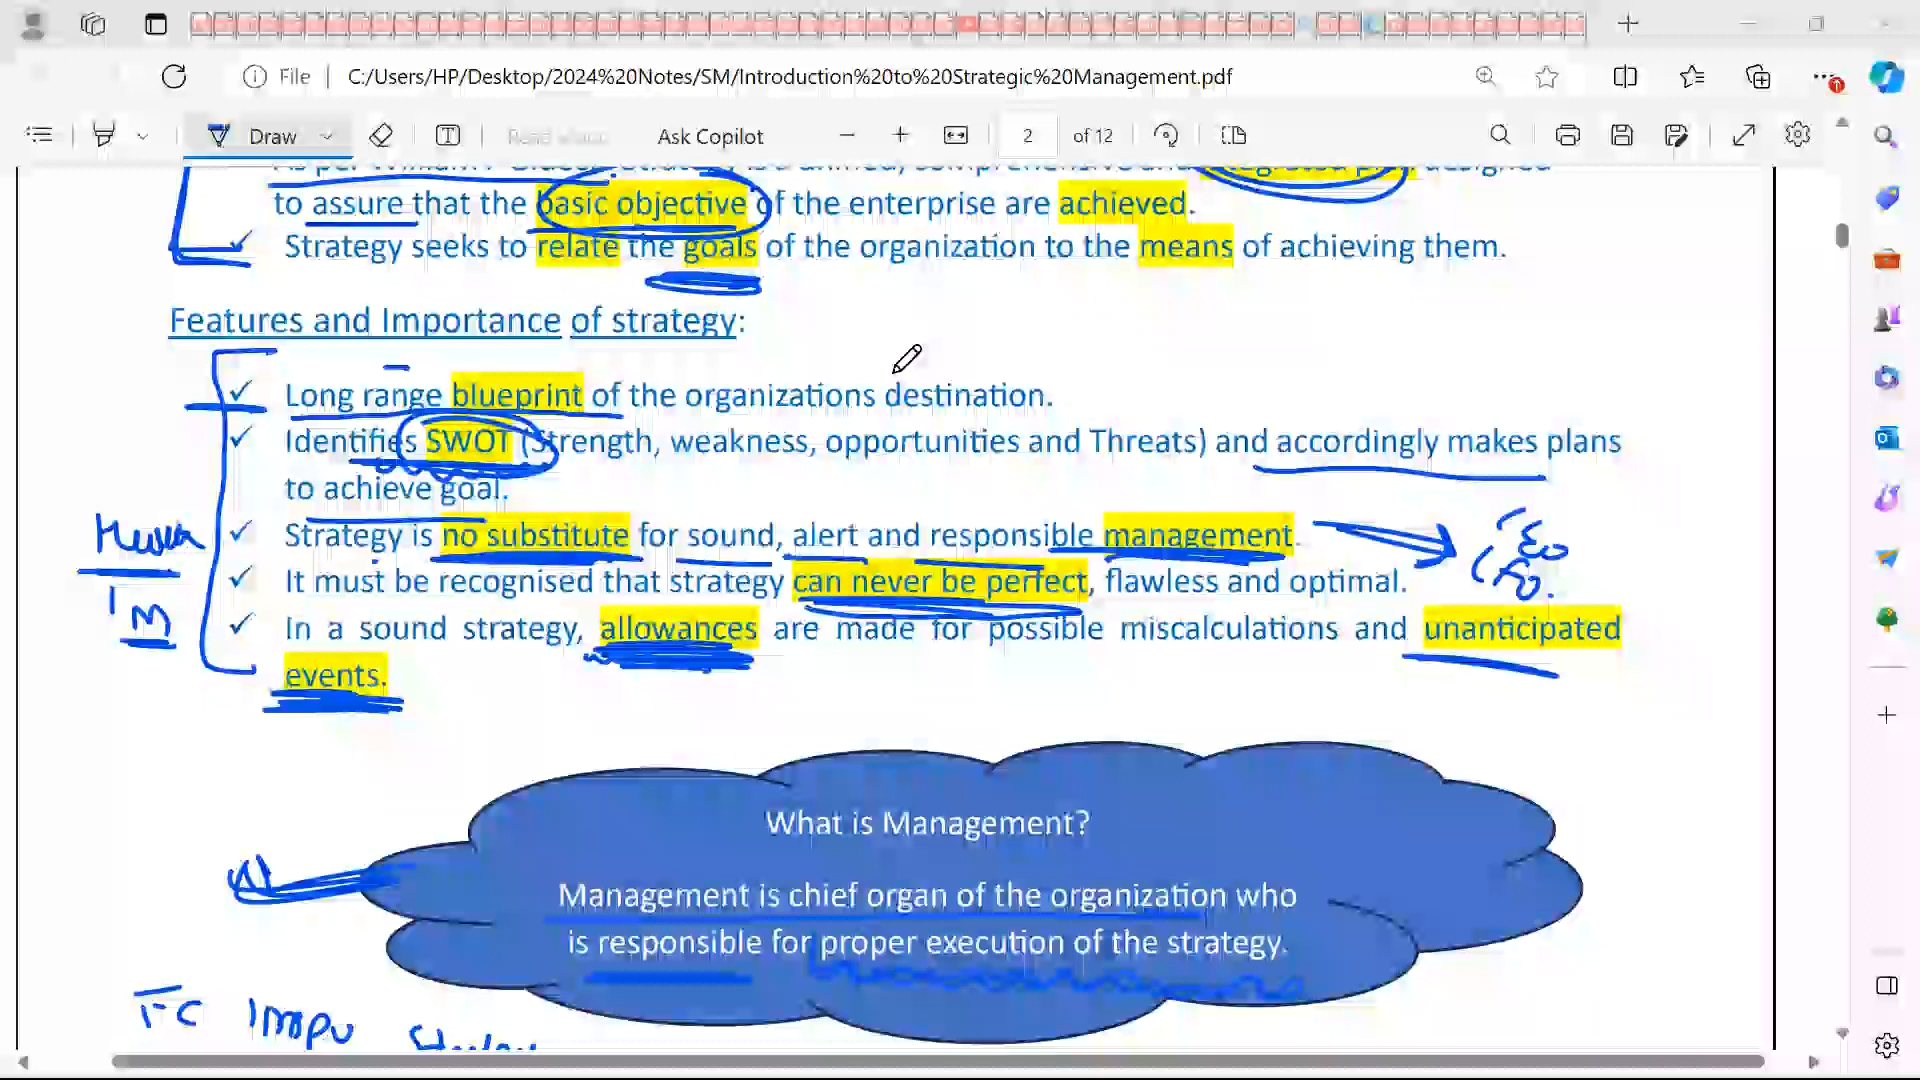 File C:/Users/HP/Desktop/2024%20Notes/SM/Introduction%20to%20Strategic%20Management.pdf
Draw Ask Copilot 2 of 12
to assure that the basic objective of the enterprise are achieved.
✓ Strategy seeks to relate the goals of the organization to the means of achieving them.
Features and Importance of strategy:
✓ Long range blueprint of the organizations destination.
✓ Identifies SWOT (Strength, weakness, opportunities and Threats) and accordingly makes plans
to achieve goal.
✓ Strategy is no substitute for sound, alert and responsible management.
✓ It must be recognised that strategy can never be perfect, flawless and optimal.
✓ In a sound strategy, allowances are made for possible miscalculations and unanticipated
events.
What is Management?
Management is chief organ of the organization who
is responsible for proper execution of the strategy.